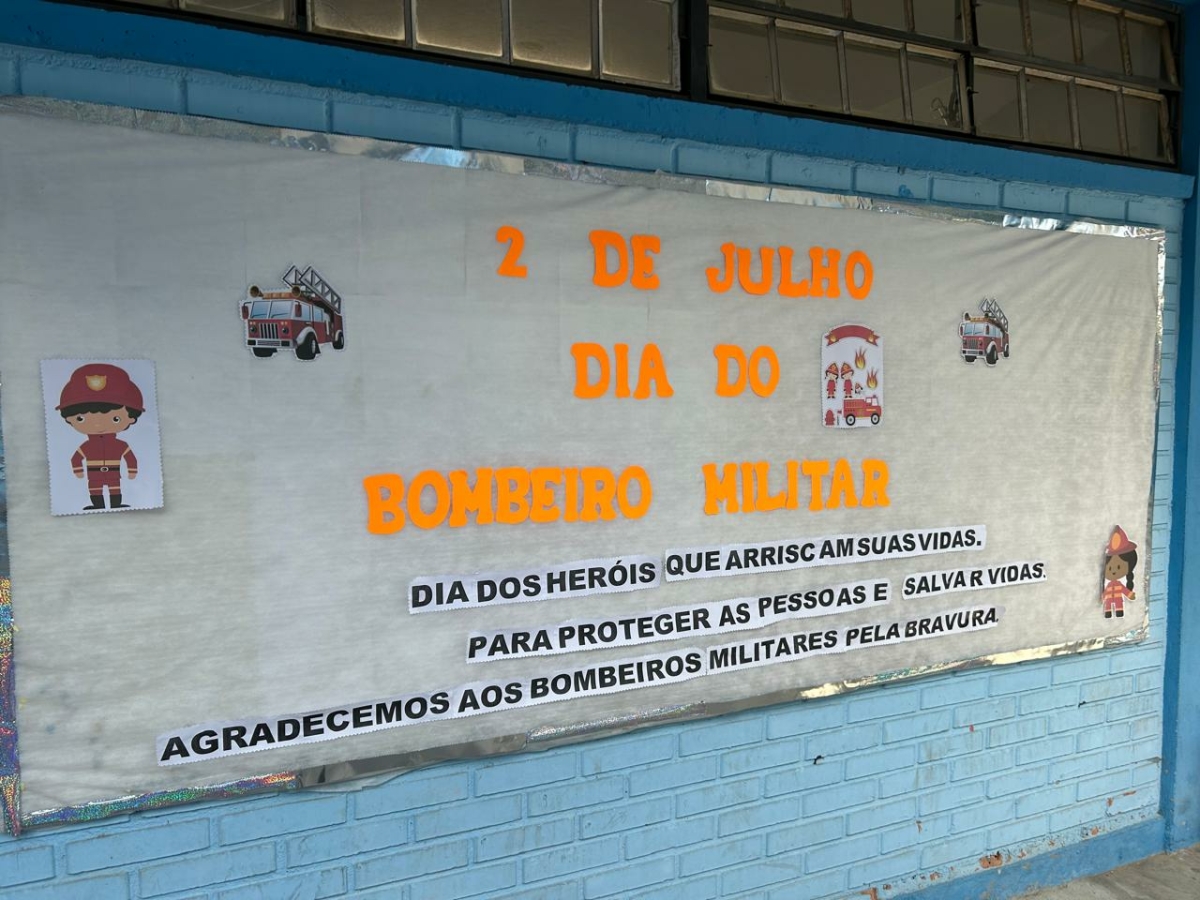 2 DE JULHO
DIA DO
BOMBEIRO MILITAR
DIA DOS HERÓIS QUE ARRISCAM SUAS VIDAS.
PARA PROTEGER AS PESSOAS E SALVAR VIDAS.
AGRADECEMOS AOS BOMBEIROS MILITARES PELA BRAVURA.